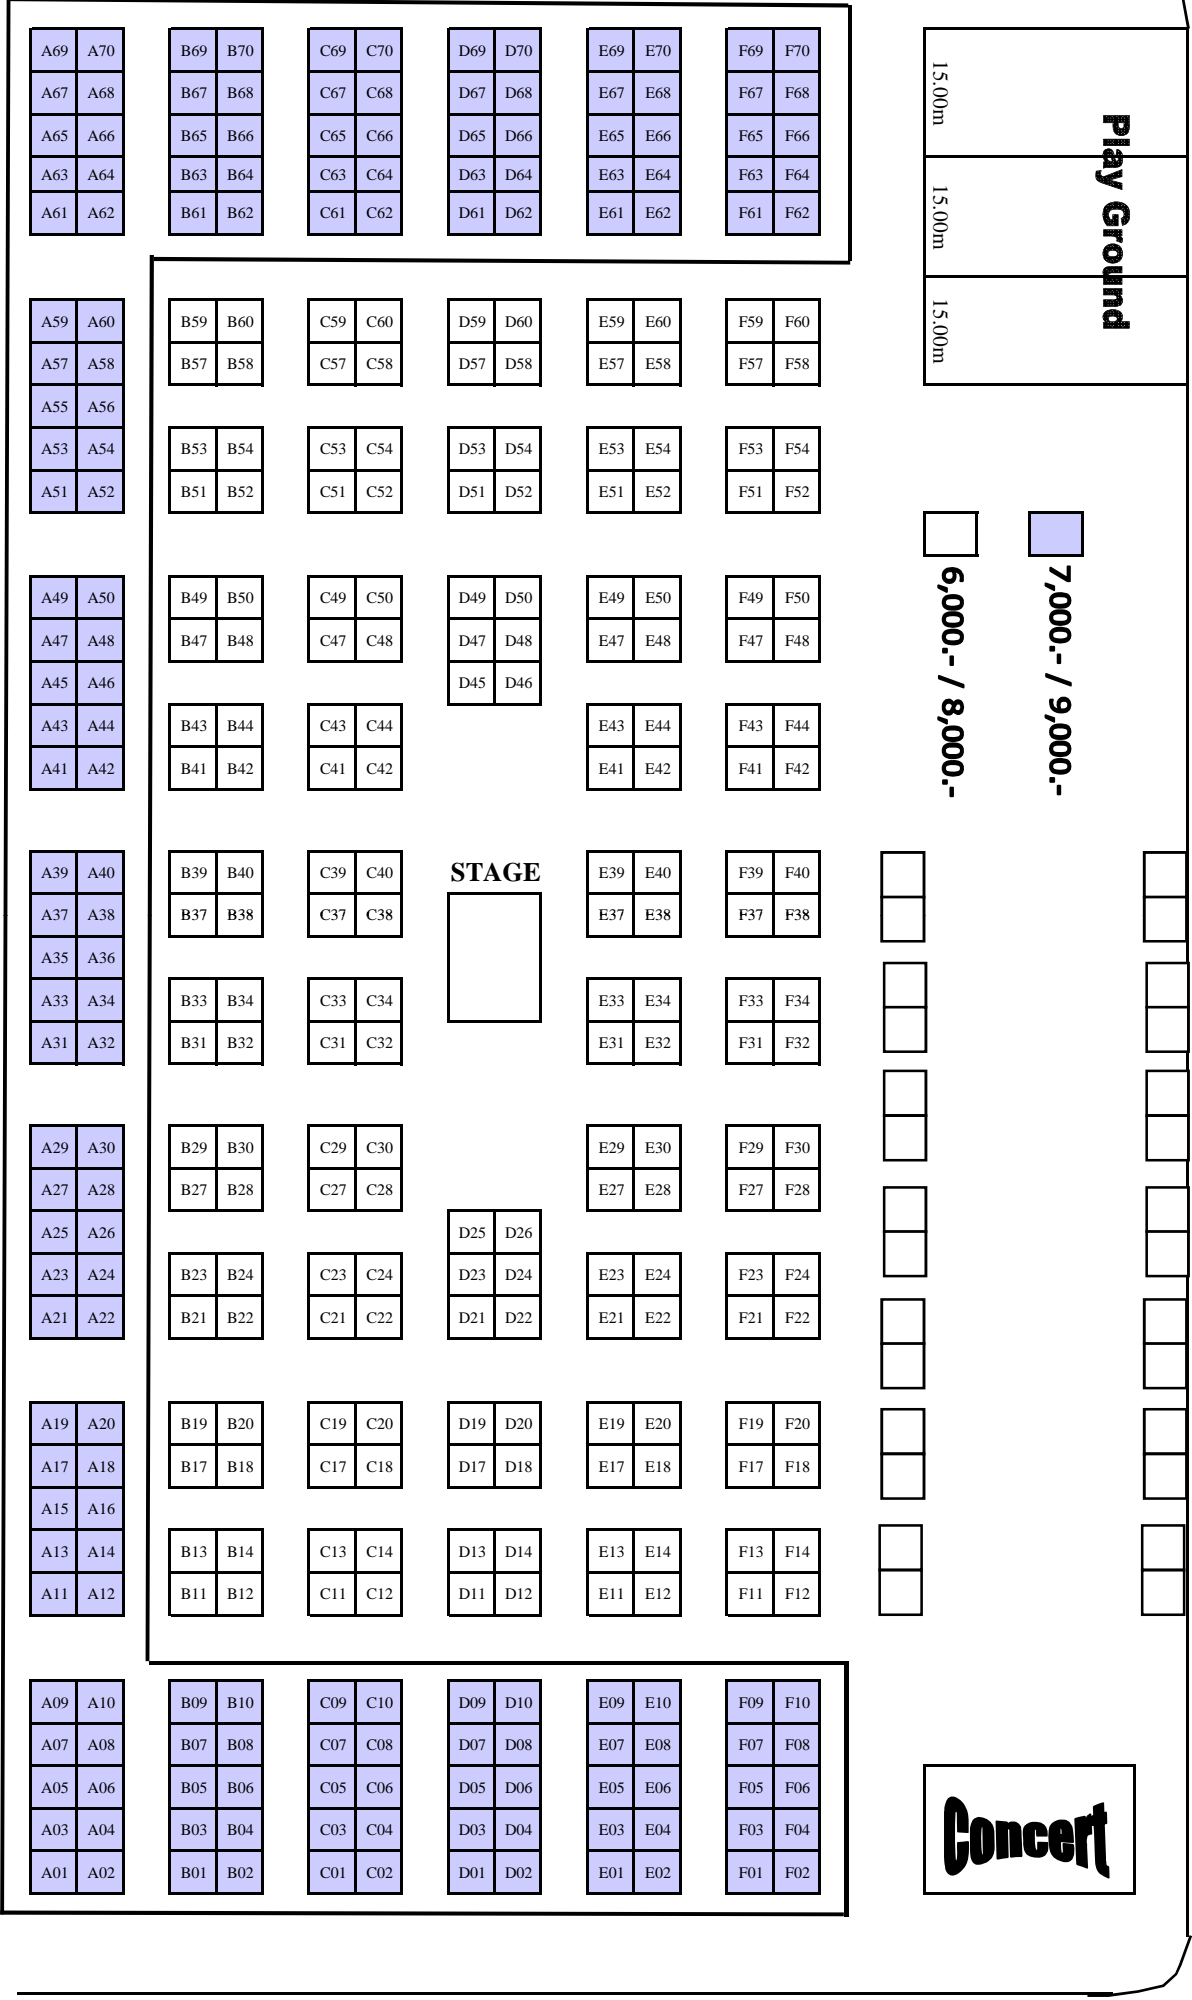 A69 A70 B69 B70 C69 C70 D69 D70 E69 E70 F69 F70
A67 A68 B67 B68 C67 C68 D67 D68 E67 E68 F67 F68
A65 A66 B65 B66 C65 C66 D65 D66 E65 E66 F65 F66
A63 A64 B63 B64 C63 C64 D63 D64 E63 E64 F63 F64
A61 A62 B61 B62 C61 C62 D61 D62 E61 E62 F61 F62
15.00m
15.00m
15.00m
Play Ground
A59 A60 B59 B60 C59 C60 D59 D60 E59 E60 F59 F60
A57 A58 B57 B58 C57 C58 D57 D58 E57 E58 F57 F58
A55 A56
A53 A54 B53 B54 C53 C54 D53 D54 E53 E54 F53 F54
A51 A52 B51 B52 C51 C52 D51 D52 E51 E52 F51 F52
7,000.- / 9,000.-
6,000.- / 8,000.-
A49 A50 B49 B50 C49 C50 D49 D50 E49 E50 F49 F50
A47 A48 B47 B48 C47 C48 D47 D48 E47 E48 F47 F48
A45 A46 D45 D46
A43 A44 B43 B44 C43 C44 E43 E44 F43 F44
A41 A42 B41 B42 C41 C42 E41 E42 F41 F42
STAGE
A39 A40 B39 B40 C39 C40 E39 E40 F39 F40
A37 A38 B37 B38 C37 C38 E37 E38 F37 F38
A35 A36
A33 A34 B33 B34 C33 C34 E33 E34 F33 F34
A31 A32 B31 B32 C31 C32 E31 E32 F31 F32
A29 A30 B29 B30 C29 C30 E29 E30 F29 F30
A27 A28 B27 B28 C27 C28 E27 E28 F27 F28
A25 A26 D25 D26
A23 A24 B23 B24 C23 C24 D23 D24 E23 E24 F23 F24
A21 A22 B21 B22 C21 C22 D21 D22 E21 E22 F21 F22
A19 A20 B19 B20 C19 C20 D19 D20 E19 E20 F19 F20
A17 A18 B17 B18 C17 C18 D17 D18 E17 E18 F17 F18
A15 A16
A13 A14 B13 B14 C13 C14 D13 D14 E13 E14 F13 F14
A11 A12 B11 B12 C11 C12 D11 D12 E11 E12 F11 F12
A09 A10 B09 B10 C09 C10 D09 D10 E09 E10 F09 F10
A07 A08 B07 B08 C07 C08 D07 D08 E07 E08 F07 F08
A05 A06 B05 B06 C05 C06 D05 D06 E05 E06 F05 F06
A03 A04 B03 B04 C03 C04 D03 D04 E03 E04 F03 F04
A01 A02 B01 B02 C01 C02 D01 D02 E01 E02 F01 F02
Concert